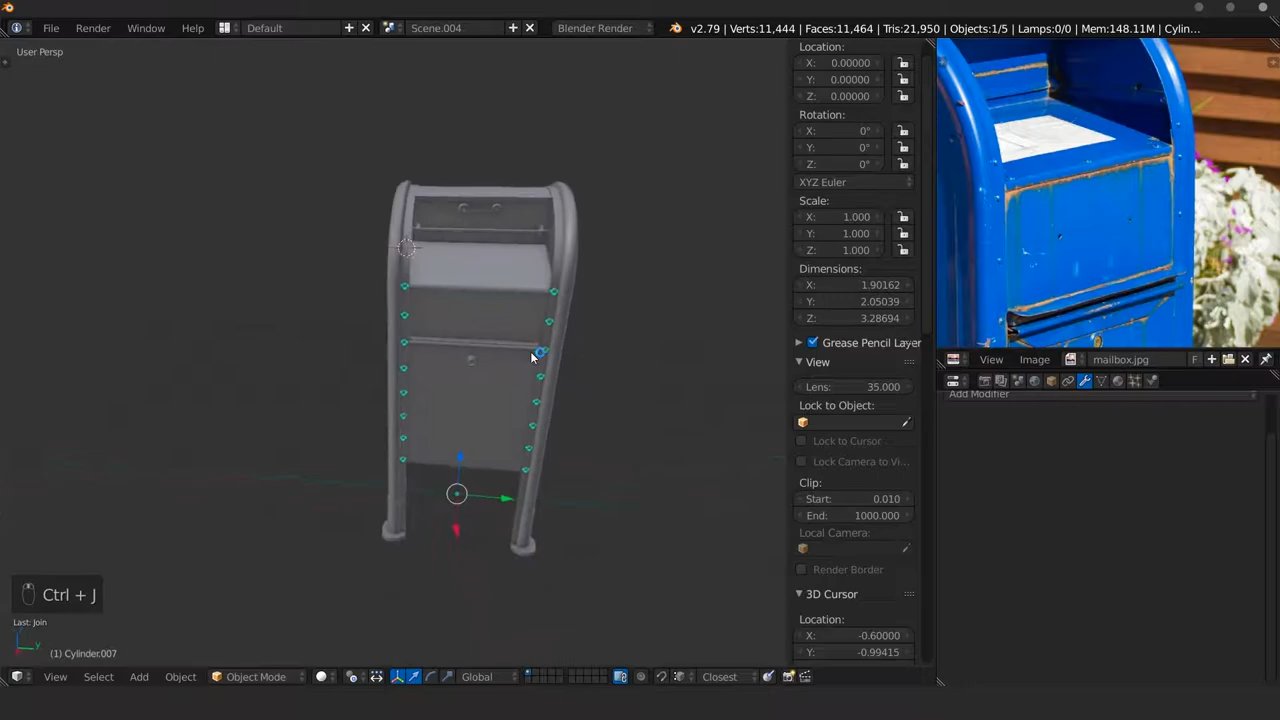 File Render Window Help Default Scene.004 Blender Render v2.79 | Verts:11,444 | Faces:11,464 | Tris:21,950 | Objects:1/5 | Lamps:0/0 | Mem:148.11M | Cylin...
User Persp
Location:
X: 0.00000
Y: 0.00000
Z: 0.00000
Rotation:
X: 0°
Y: 0°
Z: 0°
XYZ Euler
Scale:
X: 1.000
Y: 1.000
Z: 1.000
Dimensions:
X: 1.90162
Y: 2.05039
Z: 3.28694
Grease Pencil Layer
View
Lens: 35.000
Lock to Object:
Lock to Cursor
Lock Camera to Vi...
Clip:
Start: 0.010
End: 1000.000
Local Camera:
Render Border
3D Cursor
Location:
X: -0.60000
Y: -0.99415
View Image mailbox.jpg F
Add Modifier
Ctrl + J
Last: Join
Z
Y
(1) Cylinder.007
View Select Add Object Object Mode Global Closest